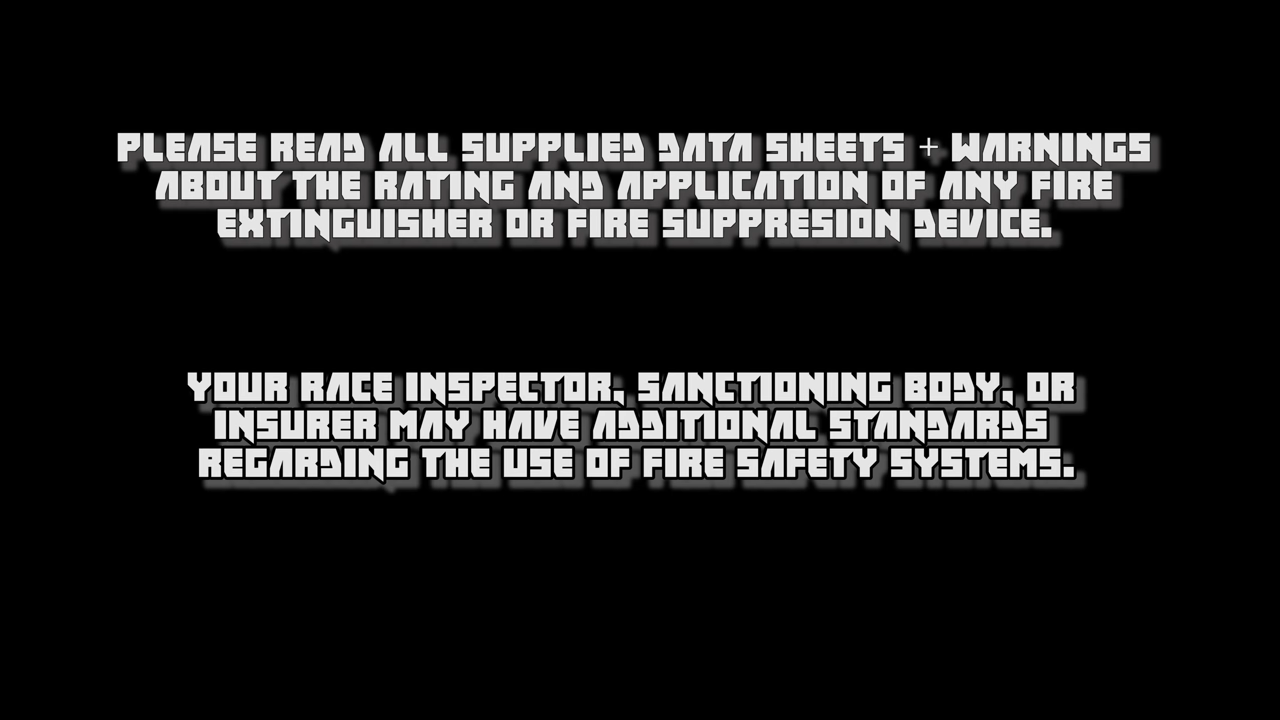 PLEASE READ ALL SUPPLIED DATA SHEETS + WARNINGS
ABOUT THE RATING AND APPLICATION OF ANY FIRE
EXTINGUISHER OR FIRE SUPPRESION DEVICE.
YOUR RACE INSPECTOR, SANCTIONING BODY, OR
INSURER MAY HAVE ADDITIONAL STANDARDS
REGARDING THE USE OF FIRE SAFETY SYSTEMS.